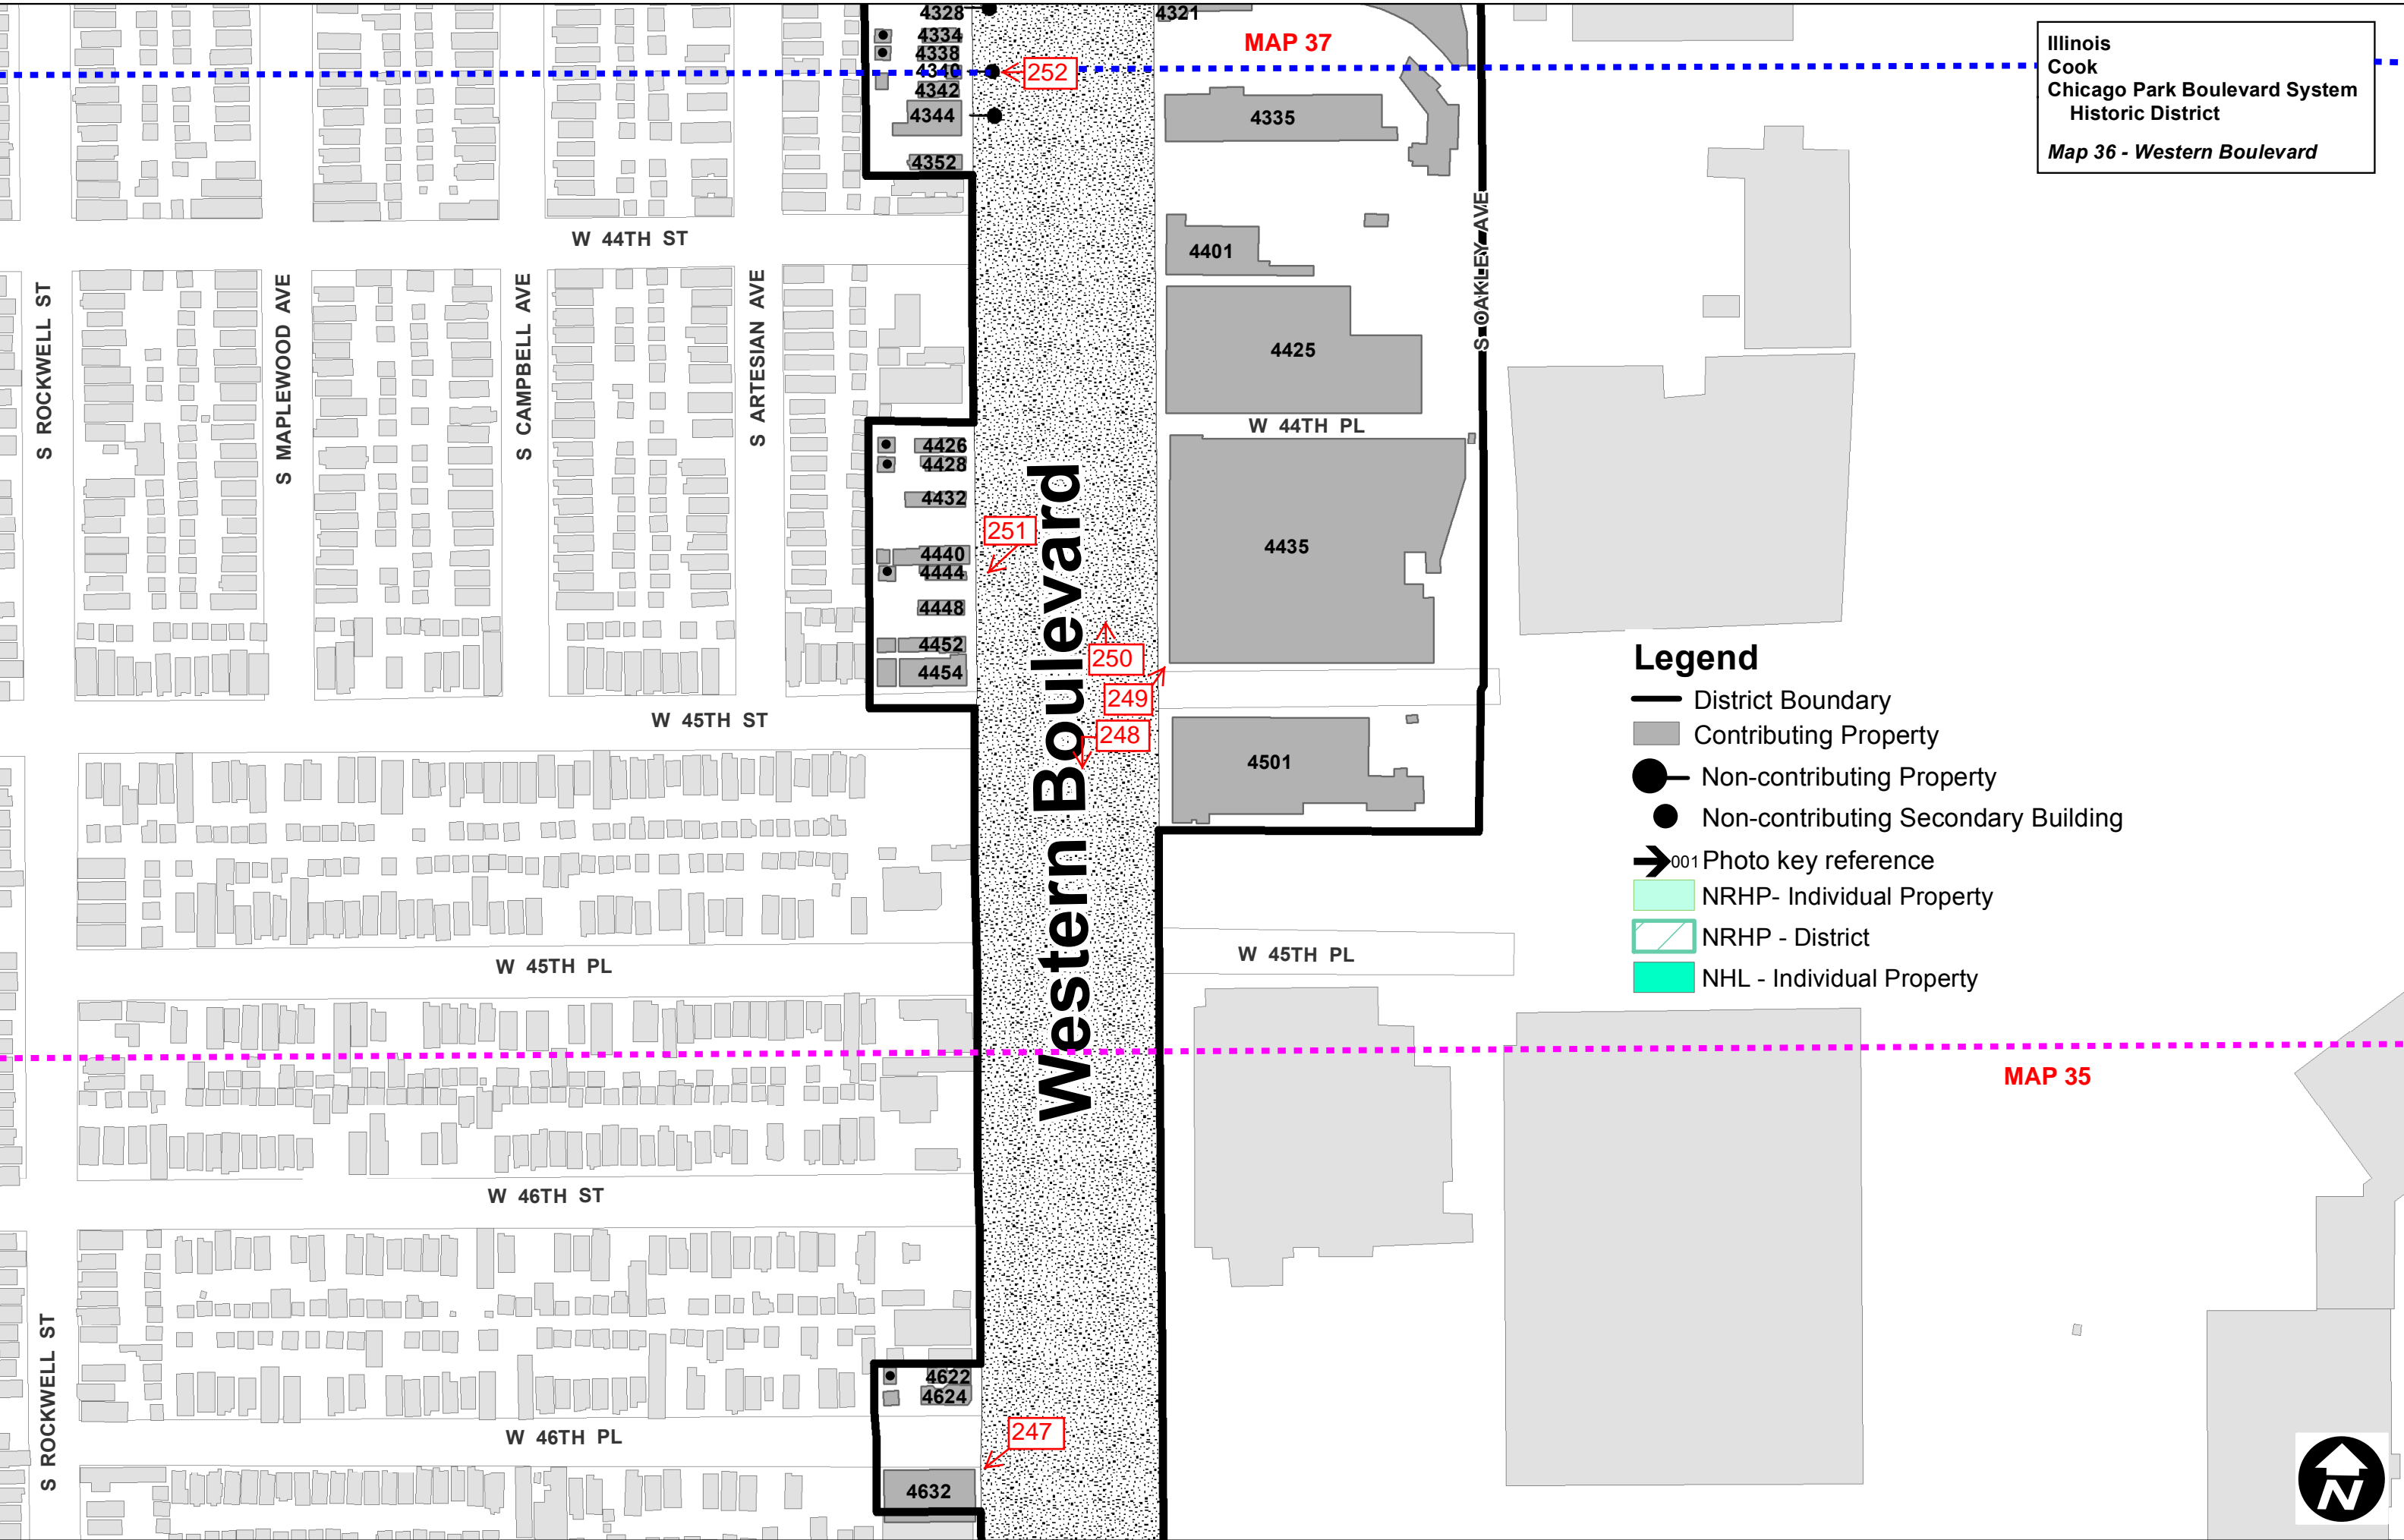 4328
4321
MAP 37
4334
4338
4340
252
4342
4344
4335
4352
Illinois
Cook
Chicago Park Boulevard System
Historic District
Map 36 - Western Boulevard
W 44TH ST
4401
S OAKLEY AVE
S ROCKWELL ST
S MAPLEWOOD AVE
S CAMPBELL AVE
S ARTESIAN AVE
4425
W 44TH PL
4426
4428
4432
251
4440
4444
4435
4448
4452
4454
250
249
248
W 45TH ST
4501
Western Boulevard
Legend
District Boundary
Contributing Property
Non-contributing Property
Non-contributing Secondary Building
001 Photo key reference
NRHP- Individual Property
NRHP - District
NHL - Individual Property
W 45TH PL
W 45TH PL
MAP 35
W 46TH ST
4622
4624
S ROCKWELL ST
W 46TH PL
247
4632
N